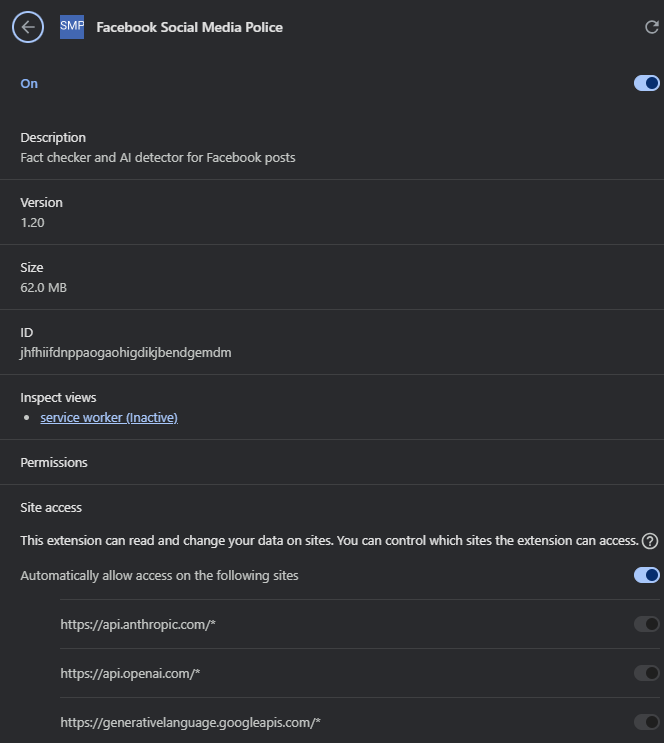 SMP Facebook Social Media Police
On
Description
Fact checker and AI detector for Facebook posts
Version
1.20
Size
62.0 MB
ID
jhfhiifdnppaogaohigdikjbendgemdm
Inspect views
• service worker (Inactive)
Permissions
Site access
This extension can read and change your data on sites. You can control which sites the extension can access. ?
Automatically allow access on the following sites
https://api.anthropic.com/*
https://api.openai.com/*
https://generativelanguage.googleapis.com/*